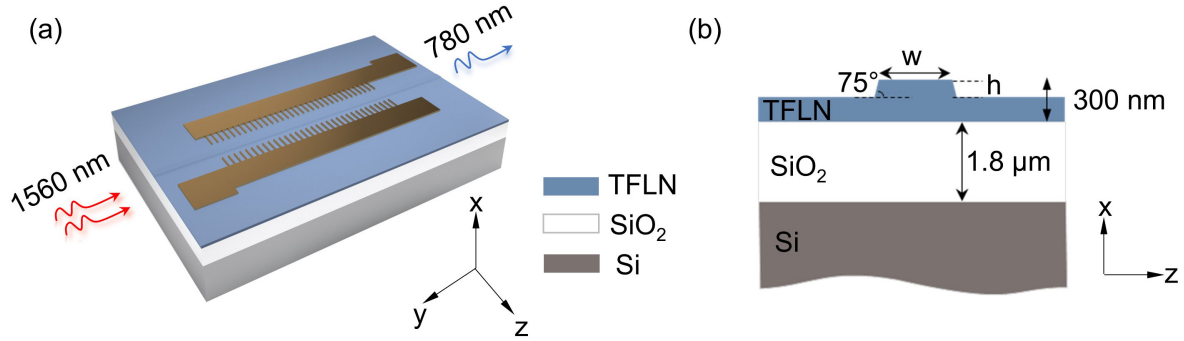 (a)
780 nm
1560 nm
x
y
z
TFLN
SiO₂
Si
(b)
w
75°
h
TFLN
300 nm
SiO₂
1.8 μm
Si
x
z